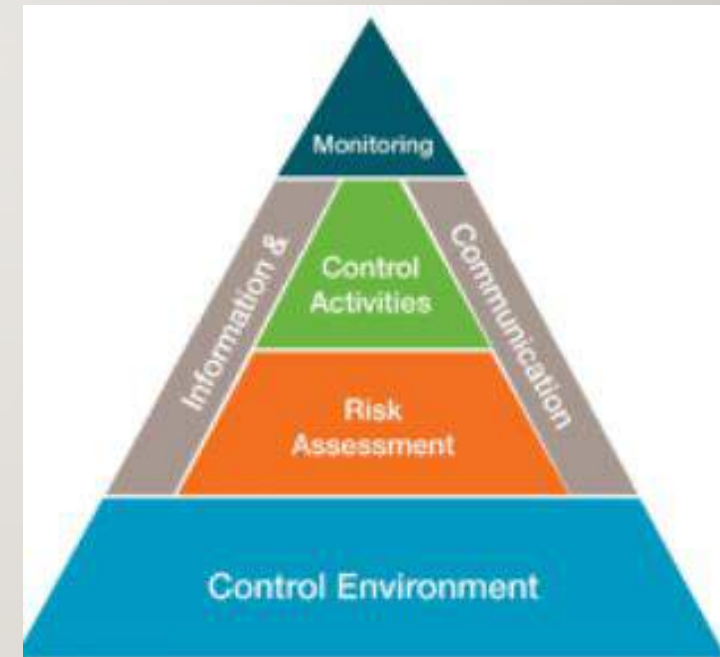 Monitoring
Information &
Control
Activities
Communication
Risk
Assessment
Control Environment